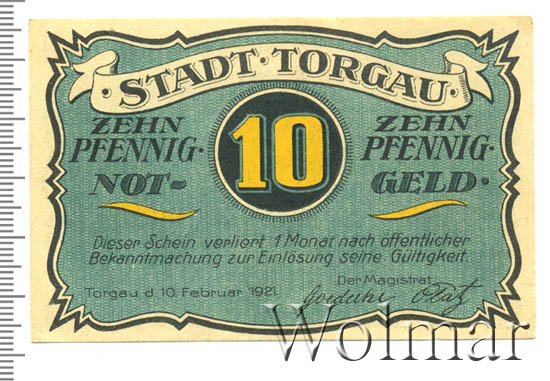 · STADT · TORGAU ·
ZEHN PFENNIG · NOT-
10
ZEHN PFENNIG · GELD ·
Dieser Schein verliert 1 Monat nach öffentlicher
Bekanntmachung zur Einlösung seine Gültigkeit.
Torgau d. 10. Februar 1921.
Der Magistrat
Wolmar